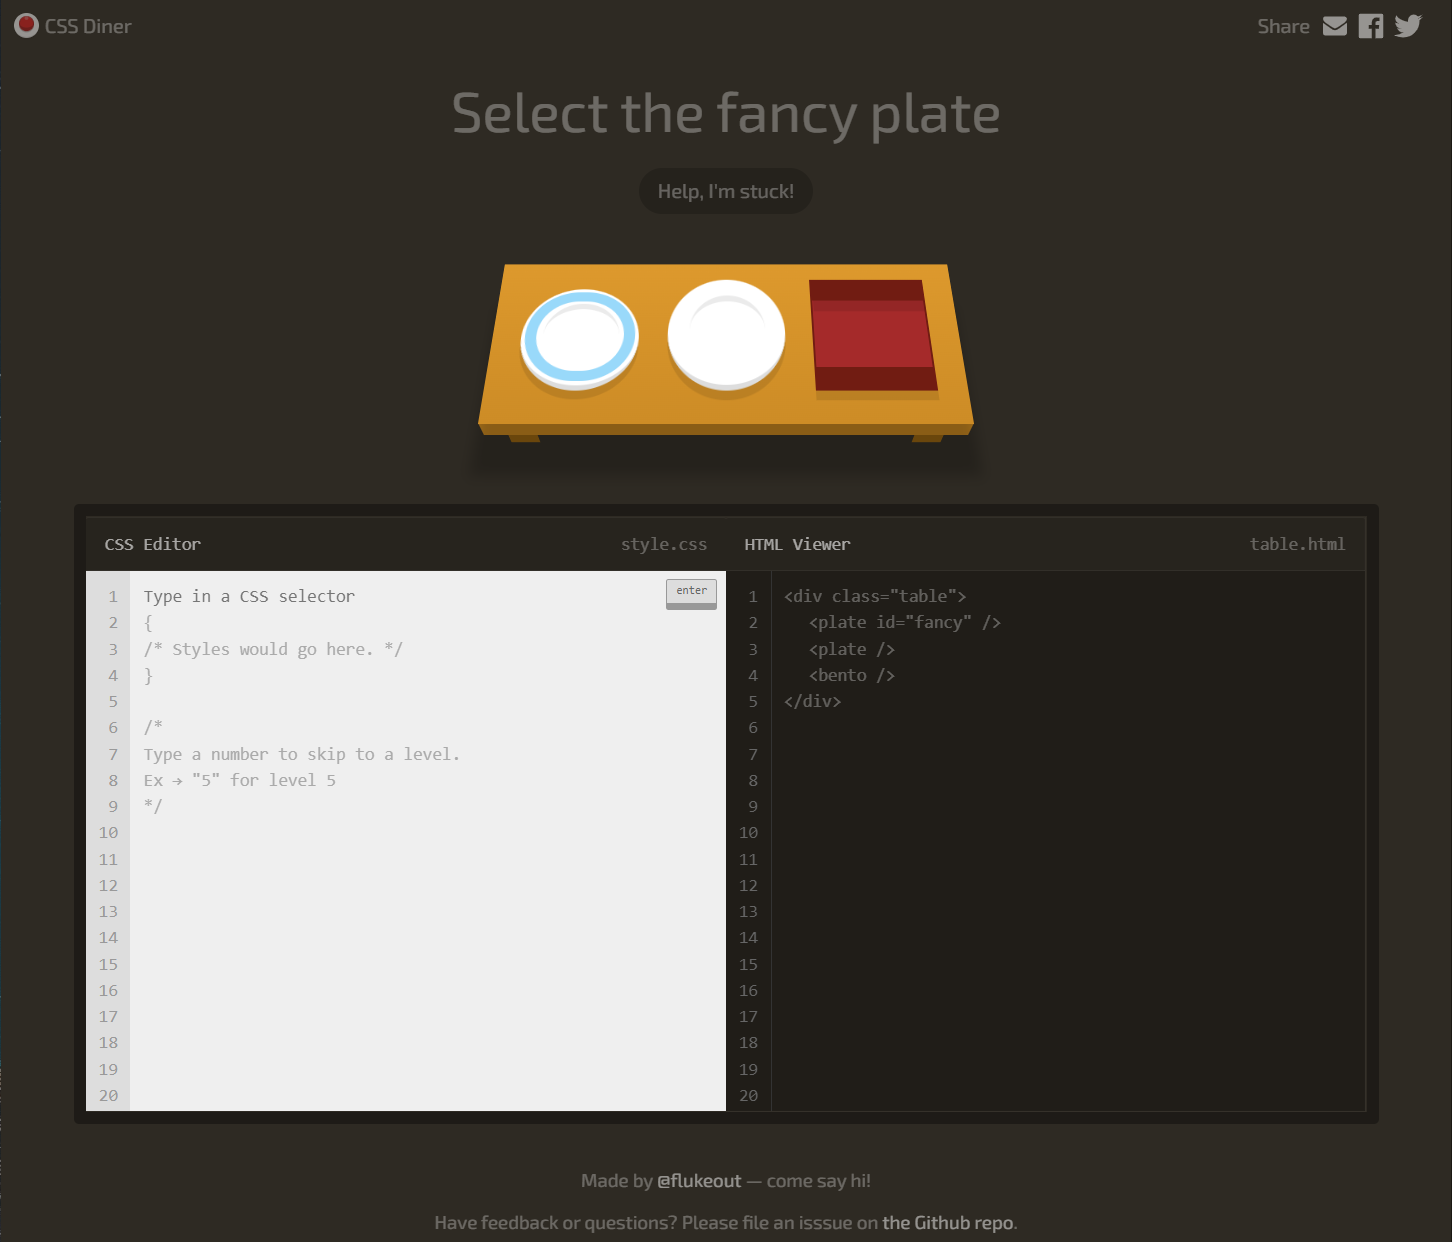 CSS Diner
Share
Select the fancy plate
Help, I'm stuck!
CSS Editor
style.css
HTML Viewer
table.html
1 Type in a CSS selector
enter
2 {
3 /* Styles would go here. */
4 }
5
6 /*
7 Type a number to skip to a level.
8 Ex → "5" for level 5
9 */
10
11
12
13
14
15
16
17
18
19
20
1 <div class="table">
2 <plate id="fancy" />
3 <plate />
4 <bento />
5 </div>
6
7
8
9
10
11
12
13
14
15
16
17
18
19
20
Made by @flukeout — come say hi!
Have feedback or questions? Please file an isssue on the Github repo.